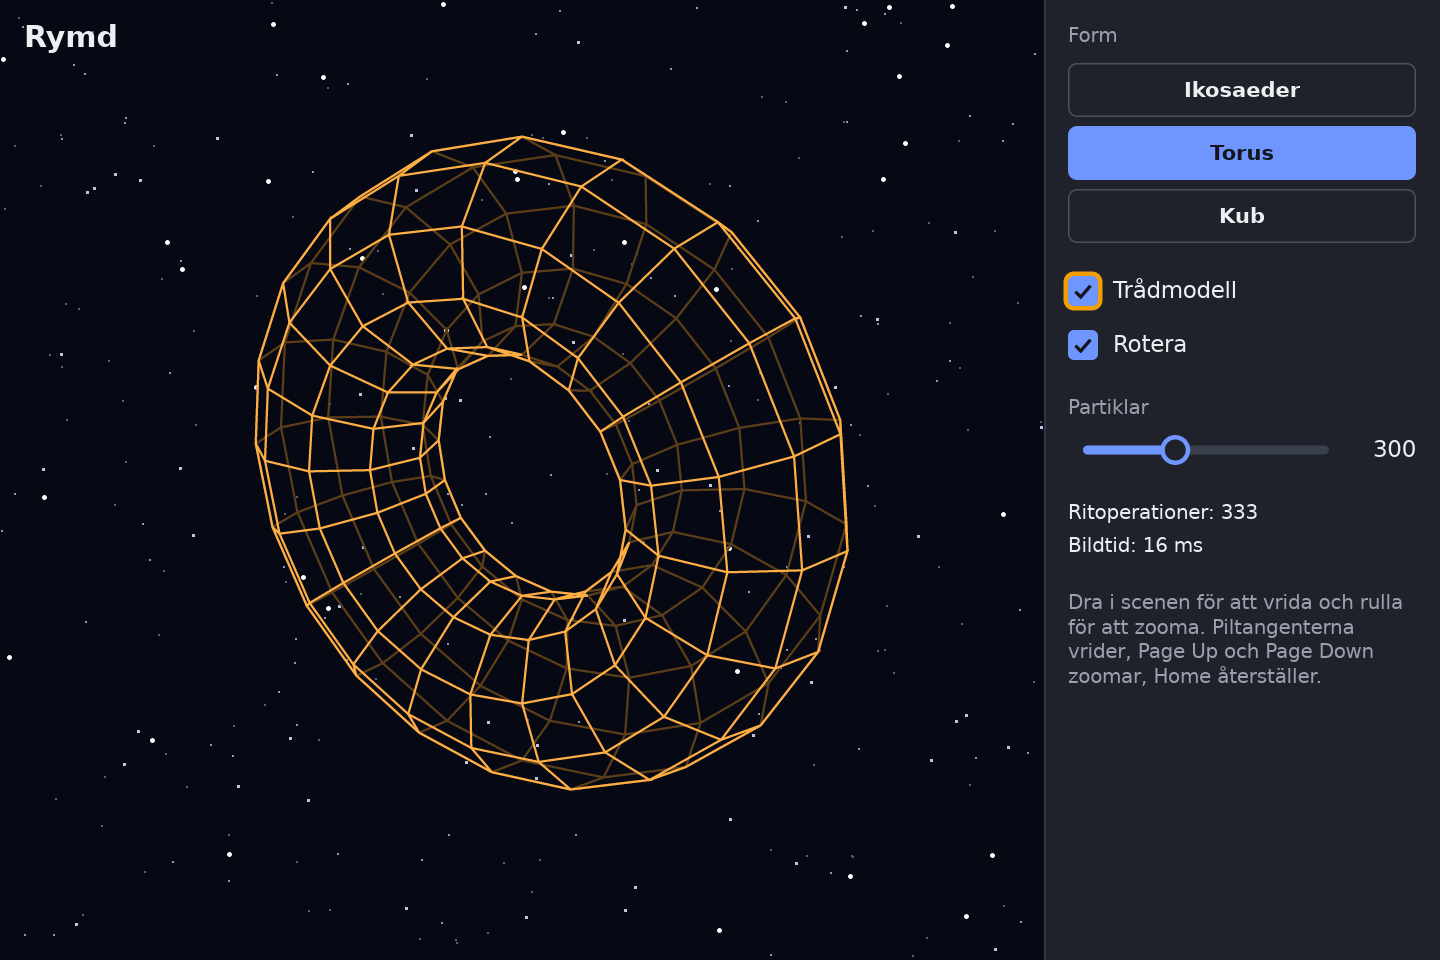 Rymd
Form
Ikosaeder
Torus
Kub
Trådmodell
Rotera
Partiklar
300
Ritoperationer: 333
Bildtid: 16 ms
Dra i scenen för att vrida och rulla
för att zooma. Piltangenterna
vrider, Page Up och Page Down
zoomar, Home återställer.